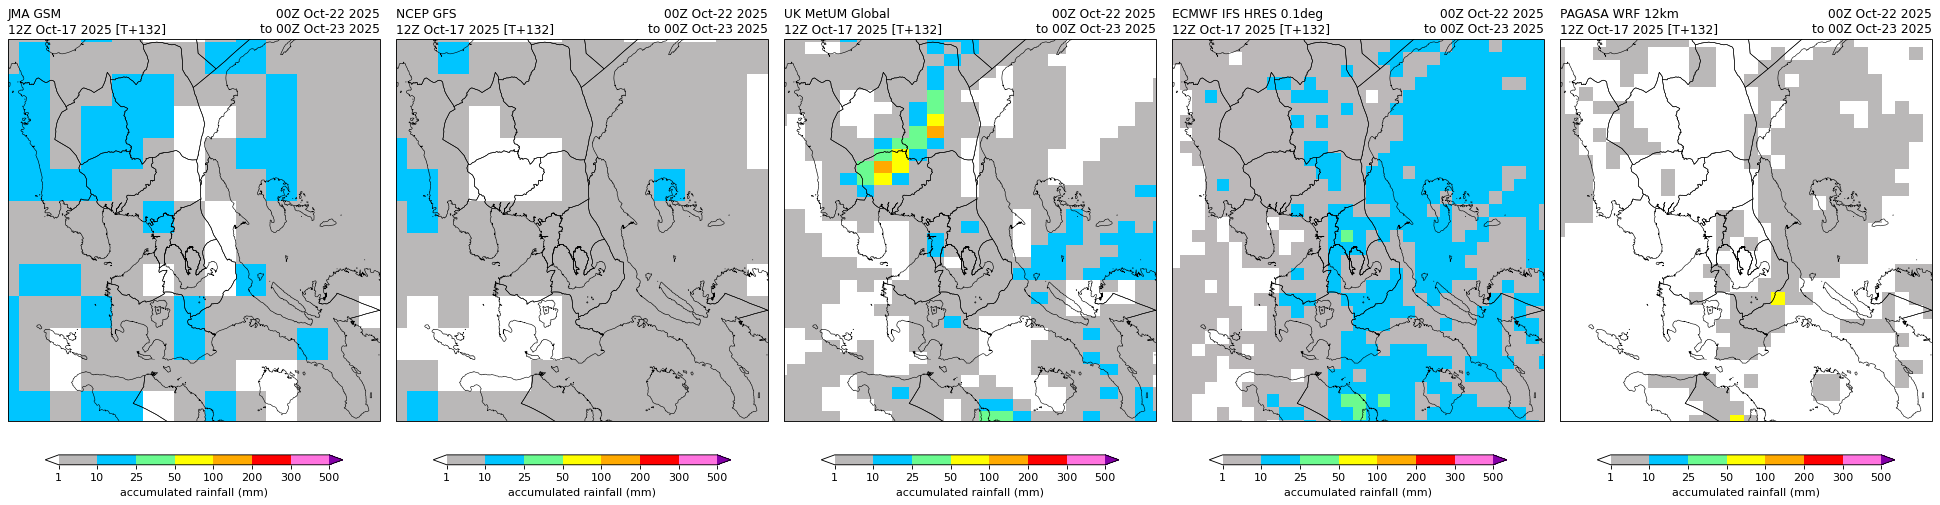 JMA GSM
00Z Oct-22 2025
12Z Oct-17 2025 [T+132]
to 00Z Oct-23 2025
NCEP GFS
00Z Oct-22 2025
12Z Oct-17 2025 [T+132]
to 00Z Oct-23 2025
UK MetUM Global
00Z Oct-22 2025
12Z Oct-17 2025 [T+132]
to 00Z Oct-23 2025
ECMWF IFS HRES 0.1deg
00Z Oct-22 2025
12Z Oct-17 2025 [T+132]
to 00Z Oct-23 2025
PAGASA WRF 12km
00Z Oct-22 2025
12Z Oct-17 2025 [T+132]
to 00Z Oct-23 2025
1 10 25 50 100 200 300 500
accumulated rainfall (mm)
1 10 25 50 100 200 300 500
accumulated rainfall (mm)
1 10 25 50 100 200 300 500
accumulated rainfall (mm)
1 10 25 50 100 200 300 500
accumulated rainfall (mm)
1 10 25 50 100 200 300 500
accumulated rainfall (mm)